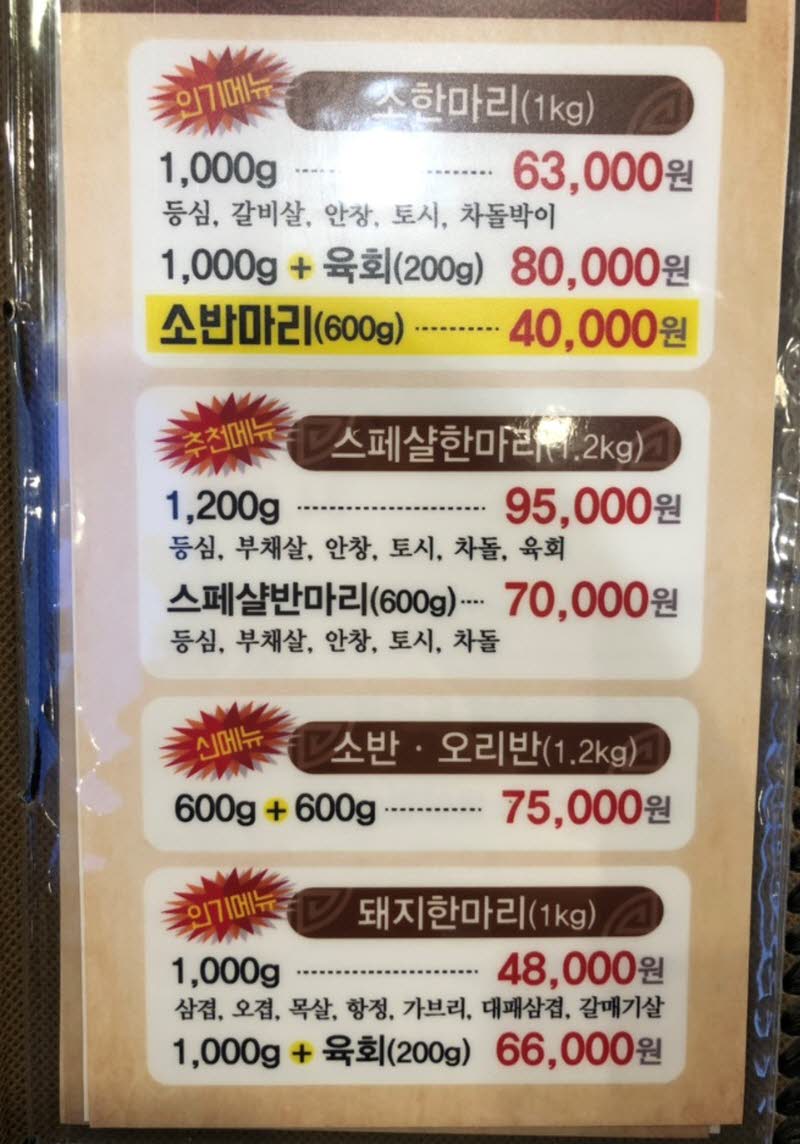 인기메뉴 소한마리(1kg)
1,000g ············ 63,000원
등심, 갈비살, 안창, 토시, 차돌박이
1,000g + 육회(200g) 80,000원
소반마리(600g) ········· 40,000원
추천메뉴 스페샬한마리(1.2kg)
1,200g ············ 95,000원
등심, 부채살, 안창, 토시, 차돌, 육회
스페샬반마리(600g) ···· 70,000원
등심, 부채살, 안창, 토시, 차돌
신메뉴 소반 · 오리반(1.2kg)
600g + 600g ············ 75,000원
인기메뉴 돼지한마리(1kg)
1,000g ············ 48,000원
삼겹, 오겹, 목살, 항정, 가브리, 대패삼겹, 갈매기살
1,000g + 육회(200g) 66,000원